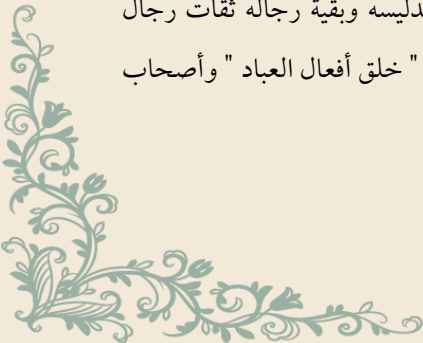 تدليسه وبقية رجاله ثقات رجال
" خلق أفعال العباد " وأصحاب